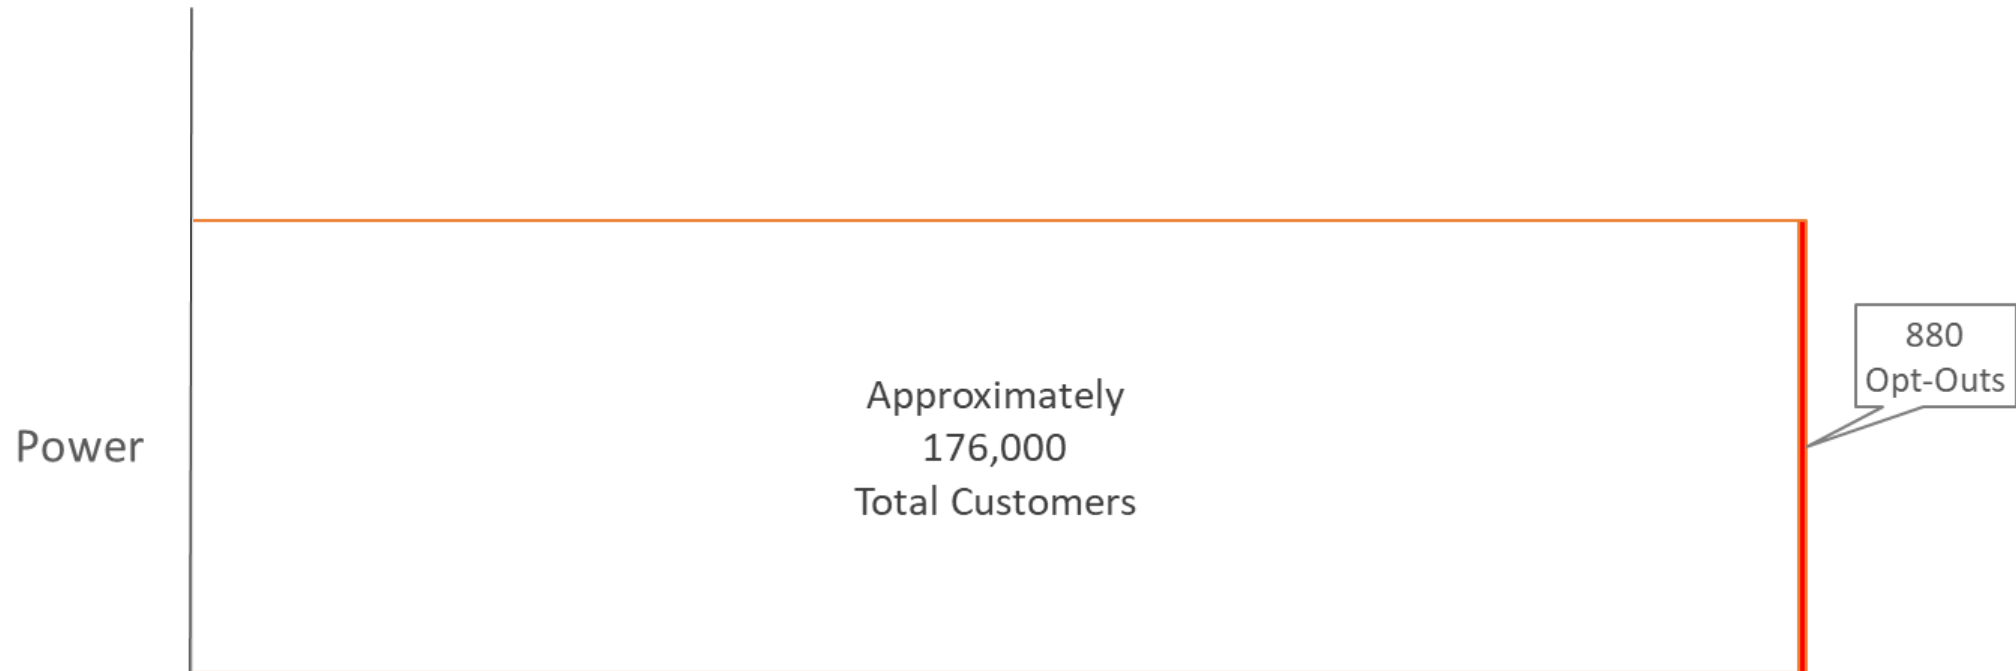 880
Opt-Outs
Approximately
176,000
Total Customers
Power